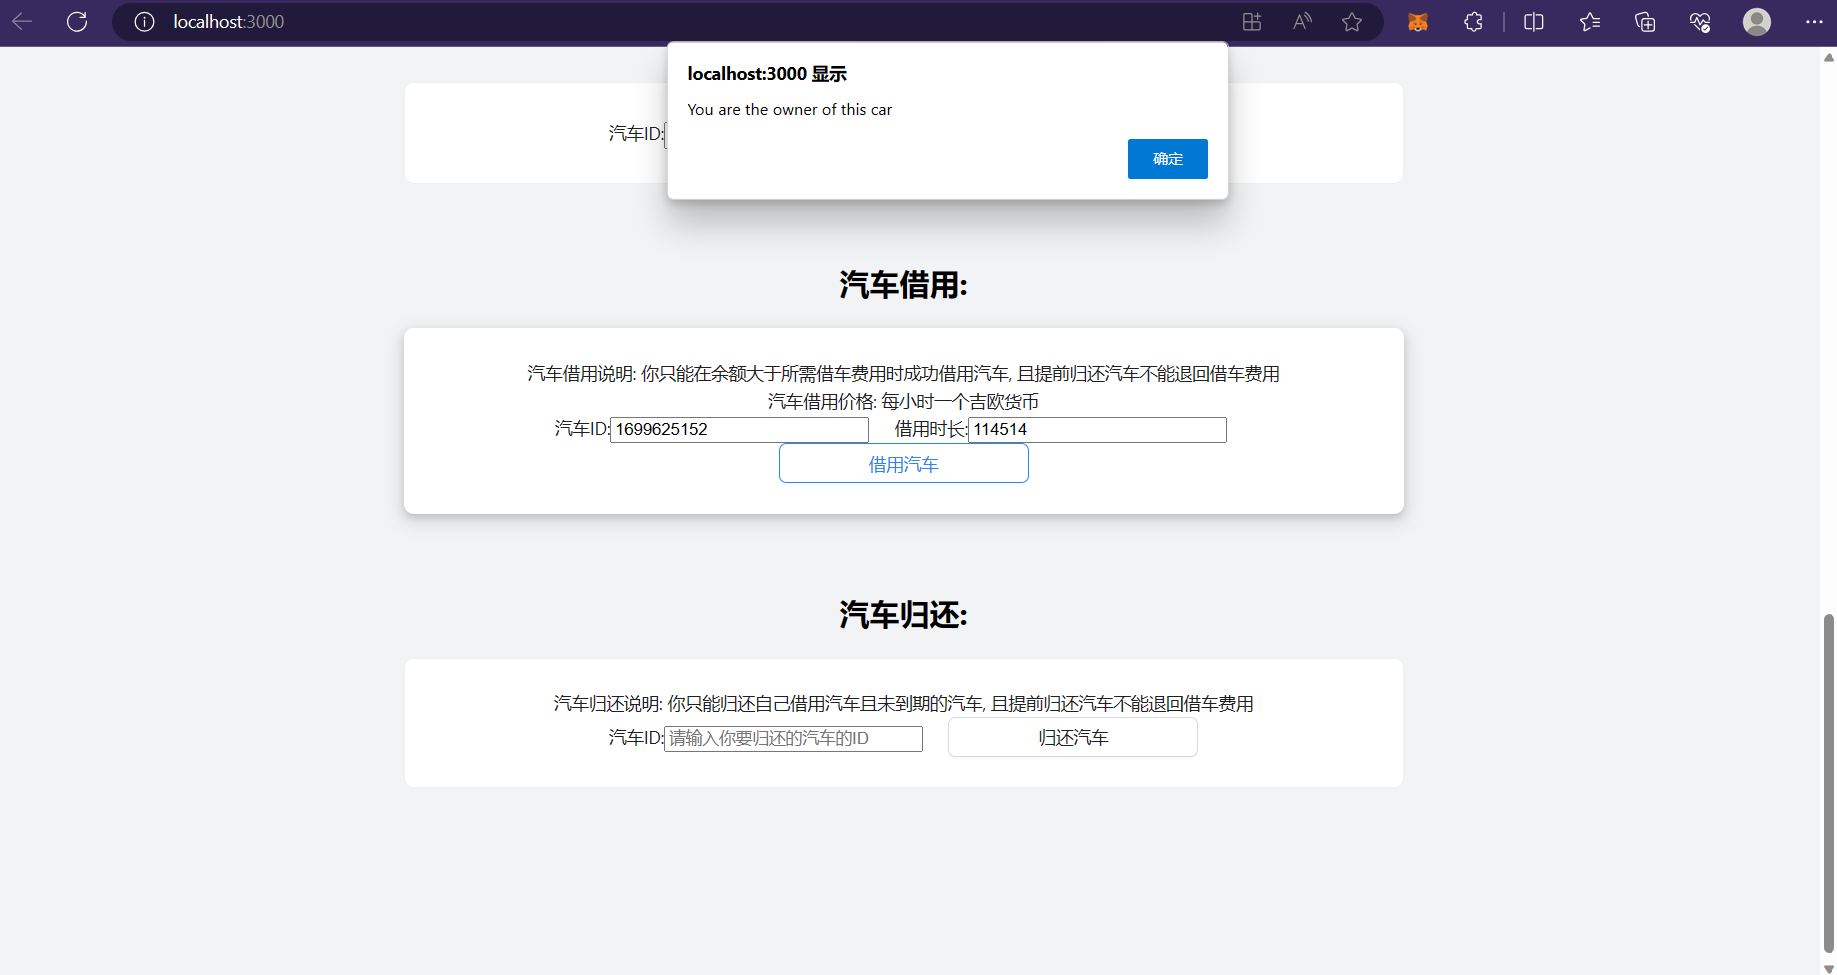 localhost:3000
localhost:3000 显示
You are the owner of this car
确定
汽车ID:
汽车借用:
汽车借用说明: 你只能在余额大于所需借车费用时成功借用汽车, 且提前归还汽车不能退回借车费用
汽车借用价格: 每小时一个吉欧货币
汽车ID: 1699625152 借用时长: 114514
借用汽车
汽车归还:
汽车归还说明: 你只能归还自己借用汽车且未到期的汽车, 且提前归还汽车不能退回借车费用
汽车ID: 请输入你要归还的汽车的ID 归还汽车